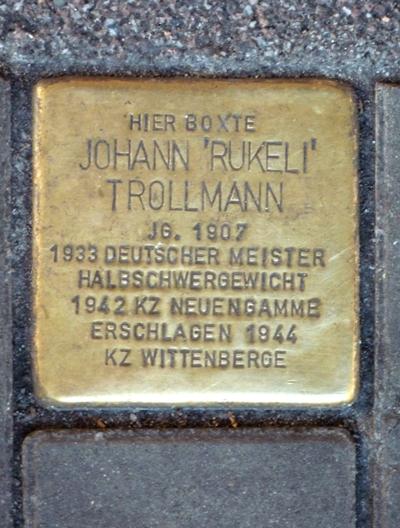 HIER BOXTE
JOHANN 'RUKELI'
TROLLMANN
JG. 1907
1933 DEUTSCHER MEISTER
HALBSCHWERGEWICHT
1942 KZ NEUENGAMME
ERSCHLAGEN 1944
KZ WITTENBERGE